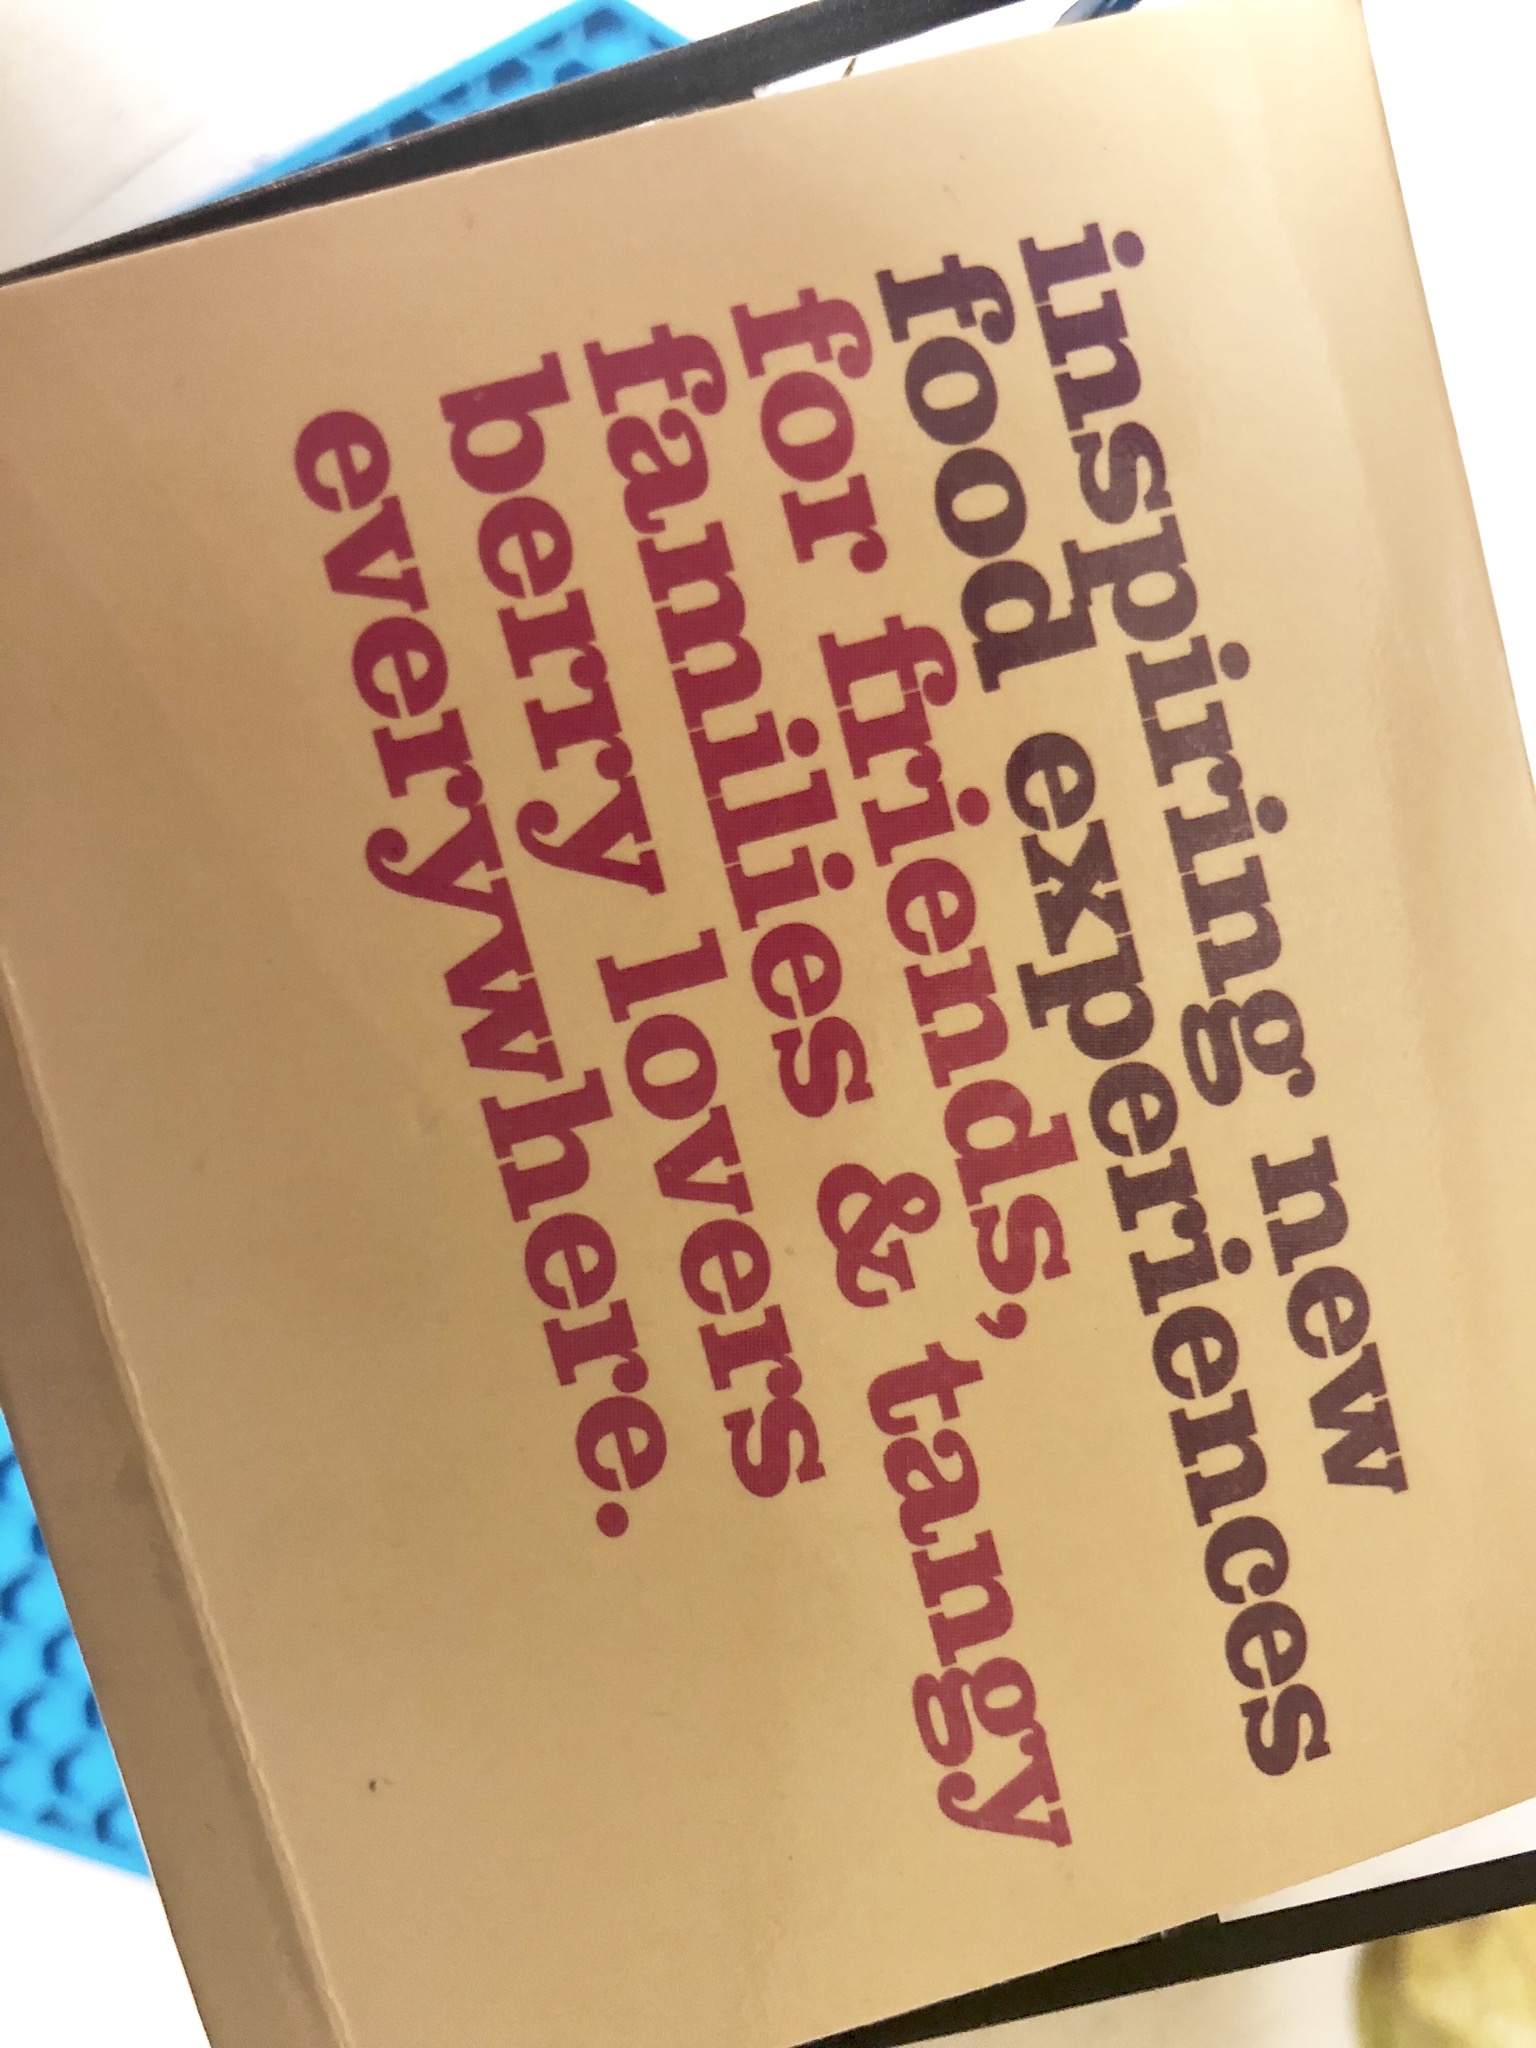 inspiring new
food experiences
for friends,
families & tangy
berry lovers
everywhere.